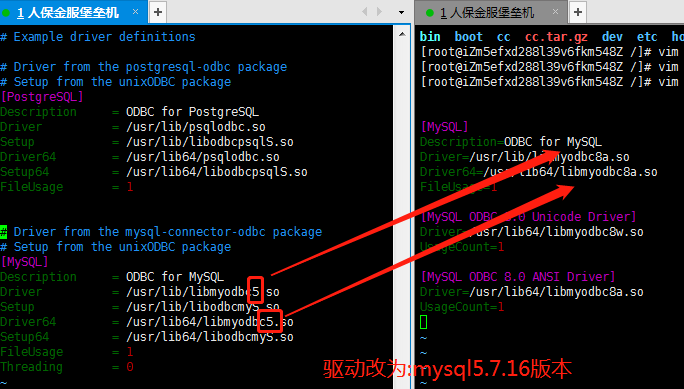 1 人保金服堡垒机
# Example driver definitions
# Driver from the postgresql-odbc package
# Setup from the unixODBC package
[PostgreSQL]
Description = ODBC for PostgreSQL
Driver = /usr/lib/psqlodbc.so
Setup = /usr/lib/libodbcpsqlS.so
Driver64 = /usr/lib64/psqlodbc.so
Setup64 = /usr/lib64/libodbcpsqlS.so
FileUsage = 1
# Driver from the mysql-connector-odbc package
# Setup from the unixODBC package
[MySQL]
Description = ODBC for MySQL
Driver = /usr/lib/libmyodbc5.so
Setup = /usr/lib/libodbcmyS.so
Driver64 = /usr/lib64/libmyodbc5.so
Setup64 = /usr/lib64/libodbcmyS.so
FileUsage = 1
Threading = 0
~
1 人保金服堡垒机
bin boot cc cc.tar.gz dev etc ho
[root@iZm5efxd288l39v6fkm548Z /]# vim
[root@iZm5efxd288l39v6fkm548Z /]# vim
[root@iZm5efxd288l39v6fkm548Z /]# vim
[MySQL]
Description=ODBC for MySQL
Driver=/usr/lib/libmyodbc8a.so
Driver64=/usr/lib64/libmyodbc8a.so
FileUsage=1
[MySQL ODBC 8.0 Unicode Driver]
Driver=/usr/lib64/libmyodbc8w.so
UsageCount=1
[MySQL ODBC 8.0 ANSI Driver]
Driver=/usr/lib64/libmyodbc8a.so
UsageCount=1
~
~
~
~
驱动改为:mysql5.7.16版本